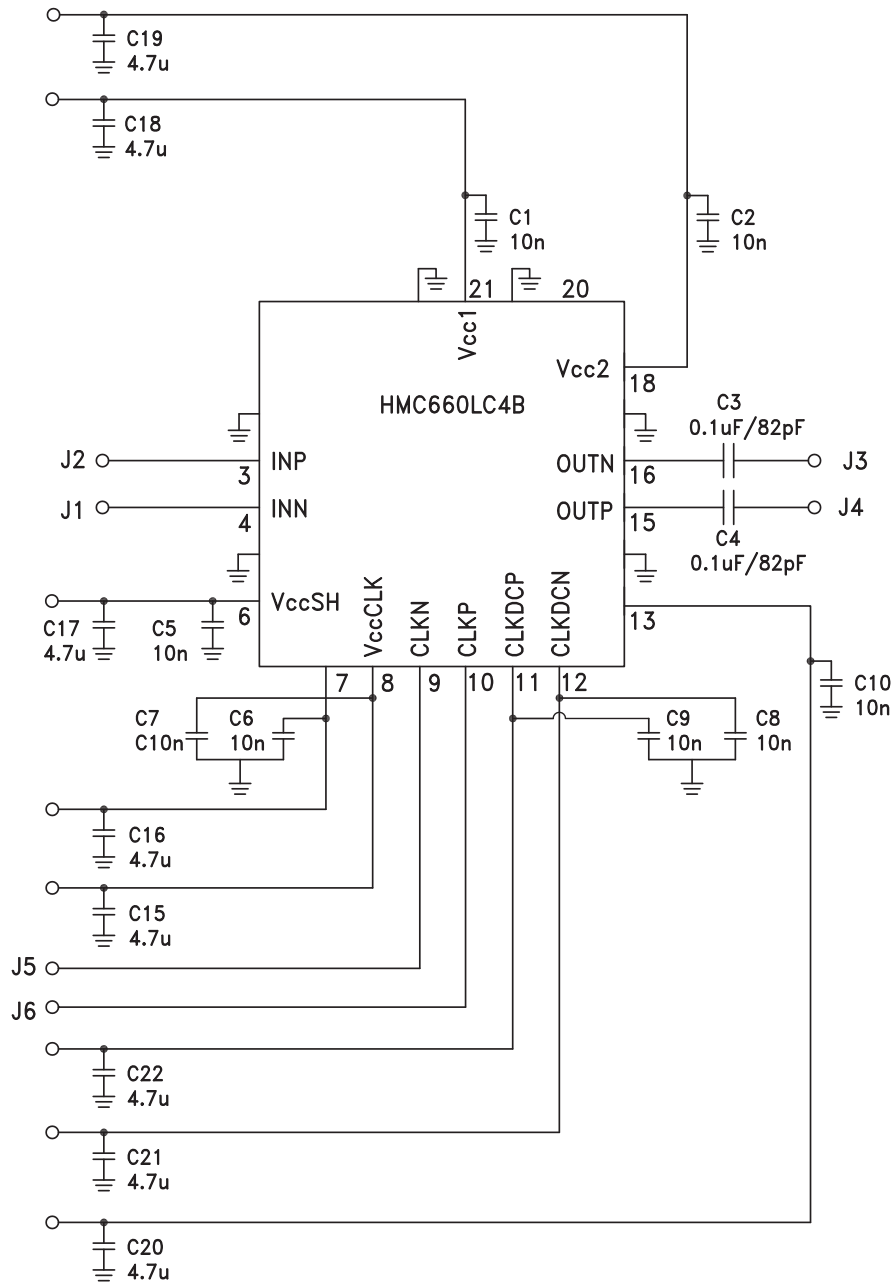 C19
4.7u
C18
4.7u
C1
10n
C2
10n
21
20
Vcc1
Vcc2
18
HMC660LC4B
C3
0.1uF/82pF
J2
INP
3
OUTN
16
J3
J1
INN
4
OUTP
15
J4
C4
0.1uF/82pF
VccSH
6
C17
4.7u
C5
10n
VccCLK
CLKN
CLKP
CLKDCP
CLKDCN
13
7
8
9
10
11
12
C10
10n
C7
C10n
C6
10n
C9
10n
C8
10n
C16
4.7u
C15
4.7u
J5
J6
C22
4.7u
C21
4.7u
C20
4.7u